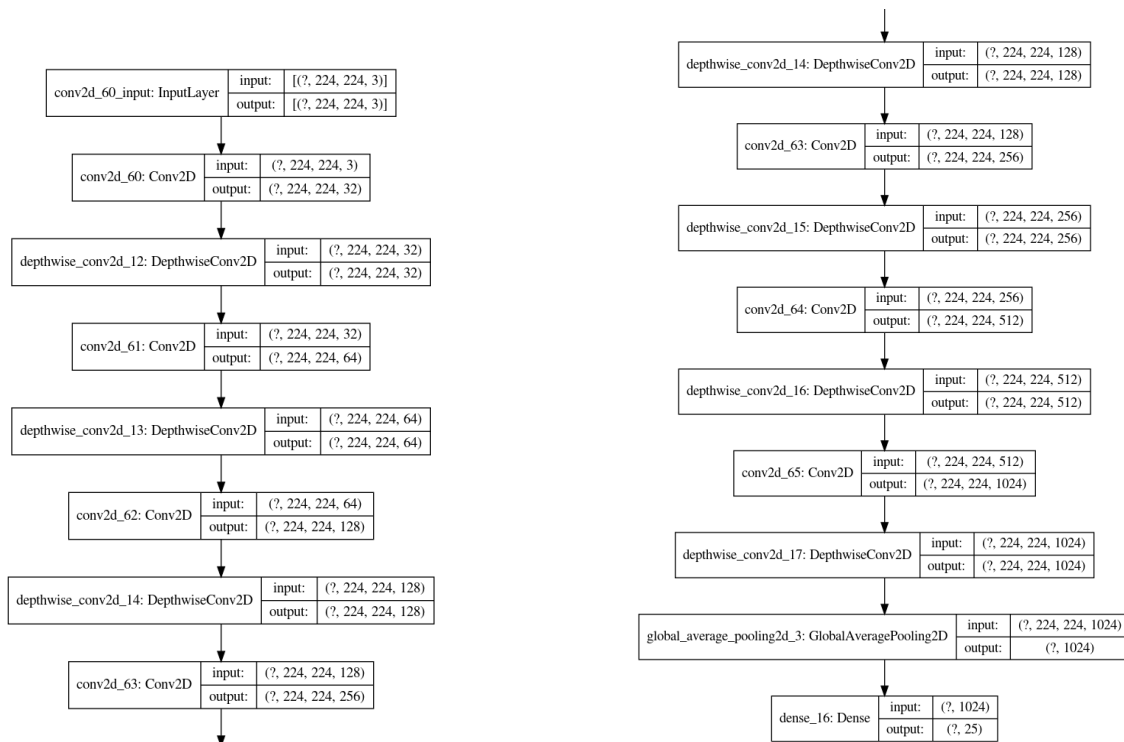 conv2d_60_input: InputLayer
input: [(?, 224, 224, 3)]
output: [(?, 224, 224, 3)]
conv2d_60: Conv2D
input: (?, 224, 224, 3)
output: (?, 224, 224, 32)
depthwise_conv2d_12: DepthwiseConv2D
input: (?, 224, 224, 32)
output: (?, 224, 224, 32)
conv2d_61: Conv2D
input: (?, 224, 224, 32)
output: (?, 224, 224, 64)
depthwise_conv2d_13: DepthwiseConv2D
input: (?, 224, 224, 64)
output: (?, 224, 224, 64)
conv2d_62: Conv2D
input: (?, 224, 224, 64)
output: (?, 224, 224, 128)
depthwise_conv2d_14: DepthwiseConv2D
input: (?, 224, 224, 128)
output: (?, 224, 224, 128)
conv2d_63: Conv2D
input: (?, 224, 224, 128)
output: (?, 224, 224, 256)
depthwise_conv2d_14: DepthwiseConv2D
input: (?, 224, 224, 128)
output: (?, 224, 224, 128)
conv2d_63: Conv2D
input: (?, 224, 224, 128)
output: (?, 224, 224, 256)
depthwise_conv2d_15: DepthwiseConv2D
input: (?, 224, 224, 256)
output: (?, 224, 224, 256)
conv2d_64: Conv2D
input: (?, 224, 224, 256)
output: (?, 224, 224, 512)
depthwise_conv2d_16: DepthwiseConv2D
input: (?, 224, 224, 512)
output: (?, 224, 224, 512)
conv2d_65: Conv2D
input: (?, 224, 224, 512)
output: (?, 224, 224, 1024)
depthwise_conv2d_17: DepthwiseConv2D
input: (?, 224, 224, 1024)
output: (?, 224, 224, 1024)
global_average_pooling2d_3: GlobalAveragePooling2D
input: (?, 224, 224, 1024)
output: (?, 1024)
dense_16: Dense
input: (?, 1024)
output: (?, 25)